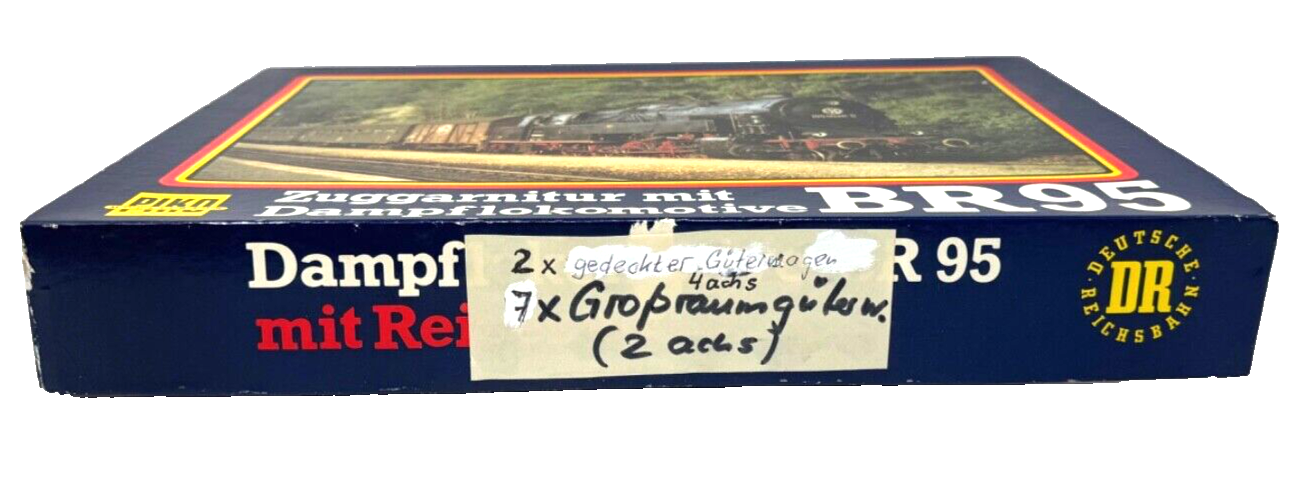 PIKO
Zuggarnitur mit
Dampflokomotive BR95
Dampf R 95
mit Rei
2 x gedeckter Güterwagen
4achs
7x Großraumgüterw.
(2 achs)
DEUTSCHE
DR
REICHSBAHN